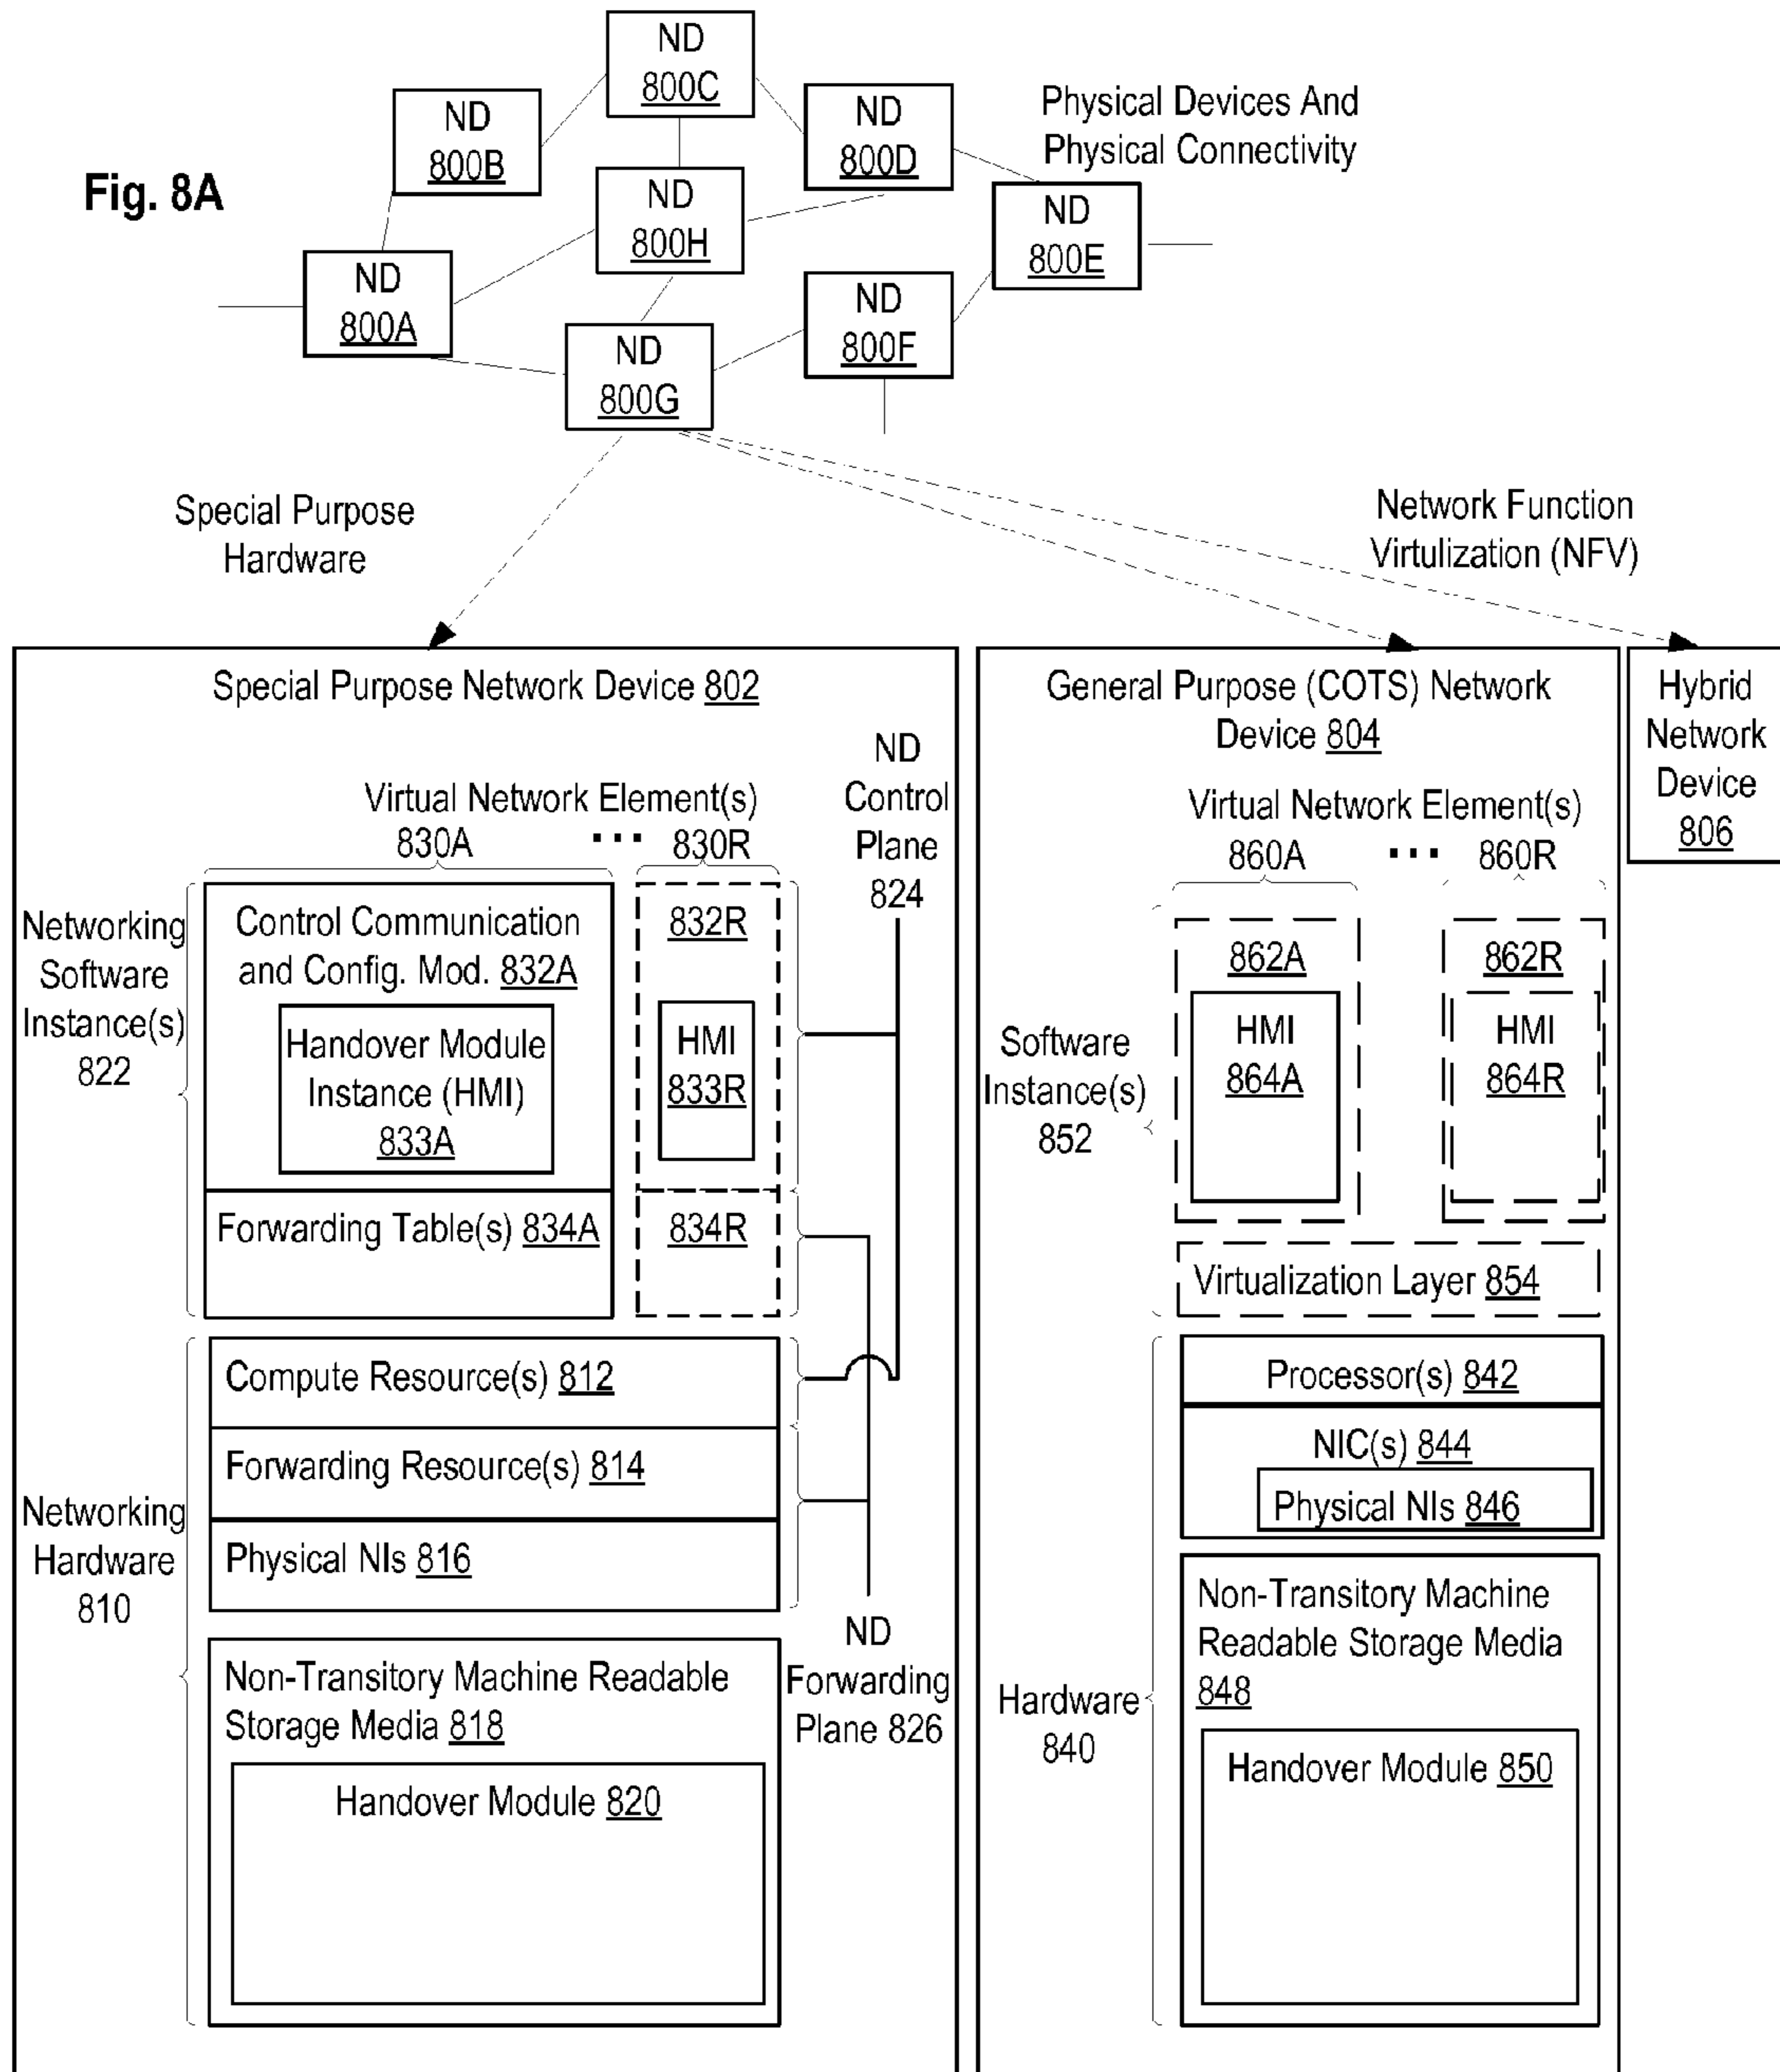 Fig. 8A
ND
800C
ND
800B
ND
800D
Physical Devices And
Physical Connectivity
ND
800H
ND
800E
ND
800A
ND
800F
ND
800G
Special Purpose
Hardware
Network Function
Virtulization (NFV)
Special Purpose Network Device 802
ND
Control
Plane
824
Virtual Network Element(s)
830A
...
830R
Networking
Software
Instance(s)
822
Control Communication
and Config. Mod. 832A
Handover Module
Instance (HMI)
833A
832R
HMI
833R
Forwarding Table(s) 834A
834R
Networking
Hardware
810
Compute Resource(s) 812
Forwarding Resource(s) 814
Physical NIs 816
ND
Forwarding
Plane 826
Non-Transitory Machine Readable
Storage Media 818
Handover Module 820
General Purpose (COTS) Network
Device 804
Virtual Network Element(s)
860A
...
860R
Software
Instance(s)
852
862A
HMI
864A
862R
HMI
864R
Virtualization Layer 854
Hardware
840
Processor(s) 842
NIC(s) 844
Physical NIs 846
Non-Transitory Machine
Readable Storage Media
848
Handover Module 850
Hybrid
Network
Device
806